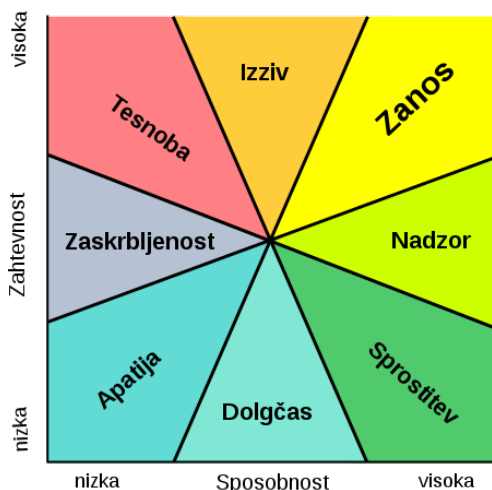 visoka
Izziv
Zanos
Tesnoba
Zahtevnost
Zaskrbljenost
Nadzor
Apatija
Sprostitev
Dolgčas
nizka
nizka
Sposobnost
visoka